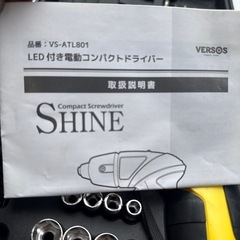 品番：VS-ATL801
VERSOS
LED付き電動コンパクトドライバー
取扱説明書
Compact Screwdriver
SHINE